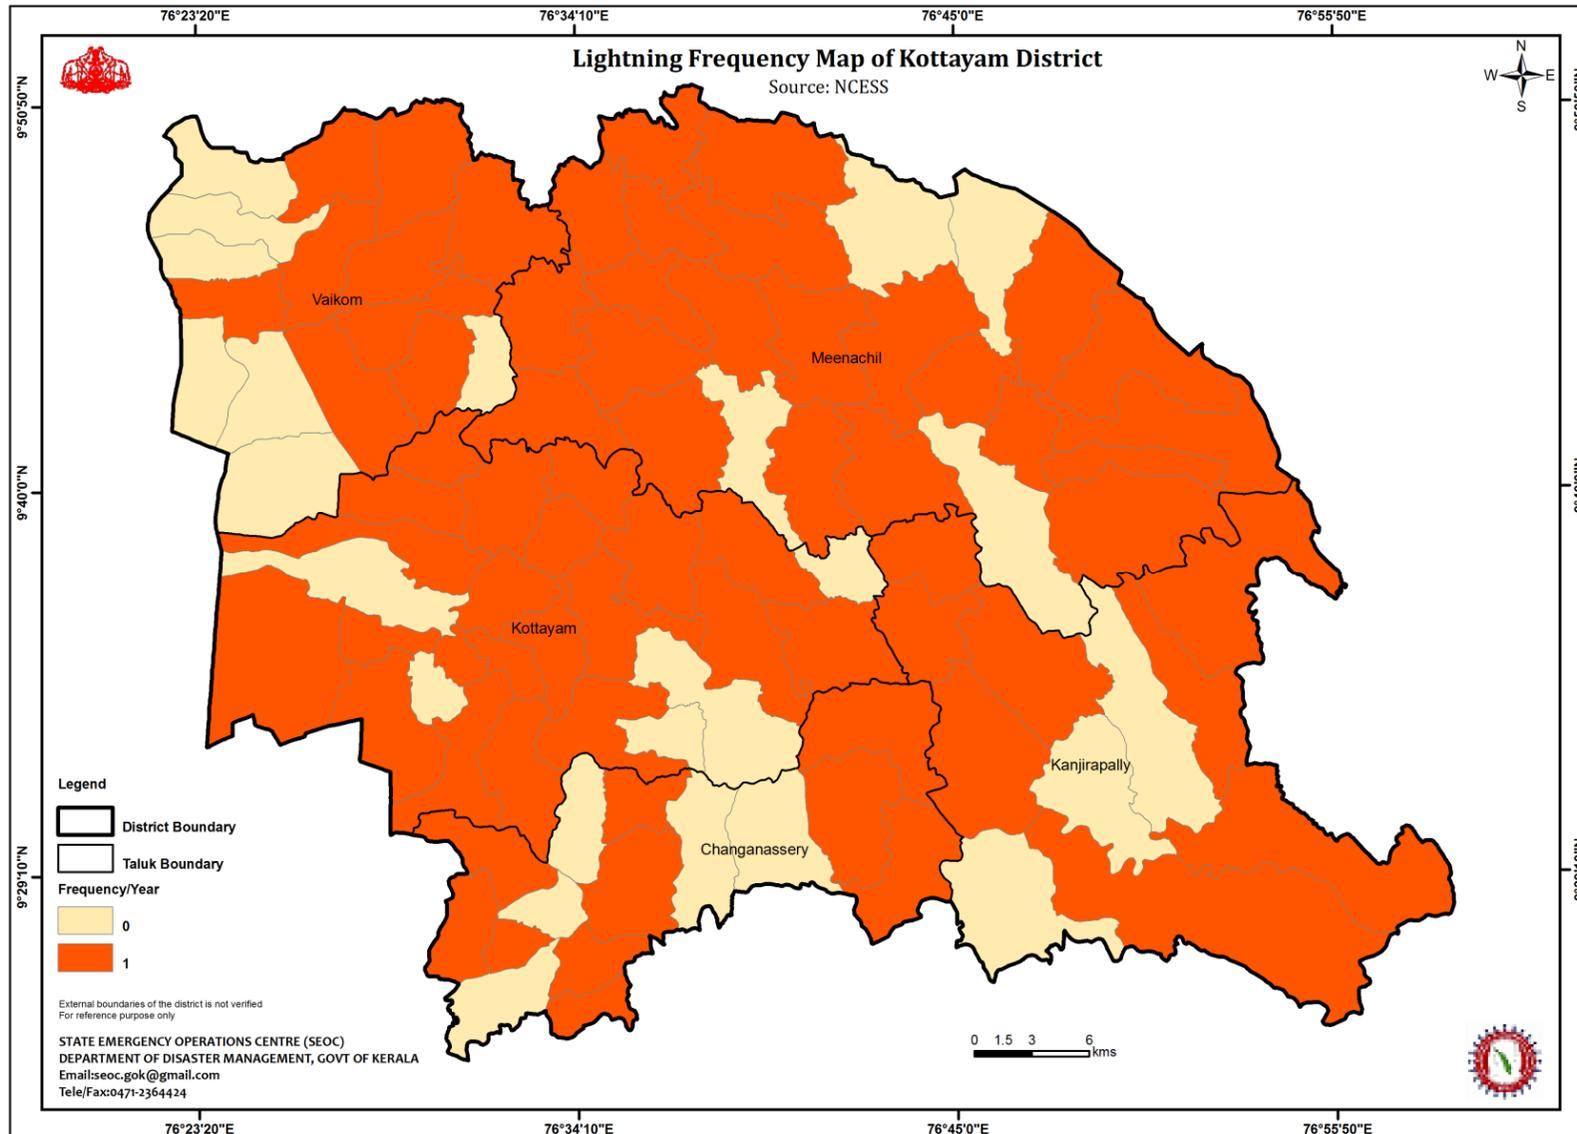 76°23'20"E 76°34'10"E 76°45'0"E 76°55'50"E
Lightning Frequency Map of Kottayam District
Source: NCESS
N
W E
S
9°50'50"N
Vaikom
Meenachil
9°40'0"N
Kottayam
Kanjirapally
Changanassery
9°29'10"N
Legend
District Boundary
Taluk Boundary
Frequency/Year
0
1
External boundaries of the district is not verified
For reference purpose only
STATE EMERGENCY OPERATIONS CENTRE (SEOC)
DEPARTMENT OF DISASTER MANAGEMENT, GOVT OF KERALA
Email:seoc.gok@gmail.com
Tele/Fax:0471-2364424
0 1.5 3 6
kms
76°23'20"E 76°34'10"E 76°45'0"E 76°55'50"E